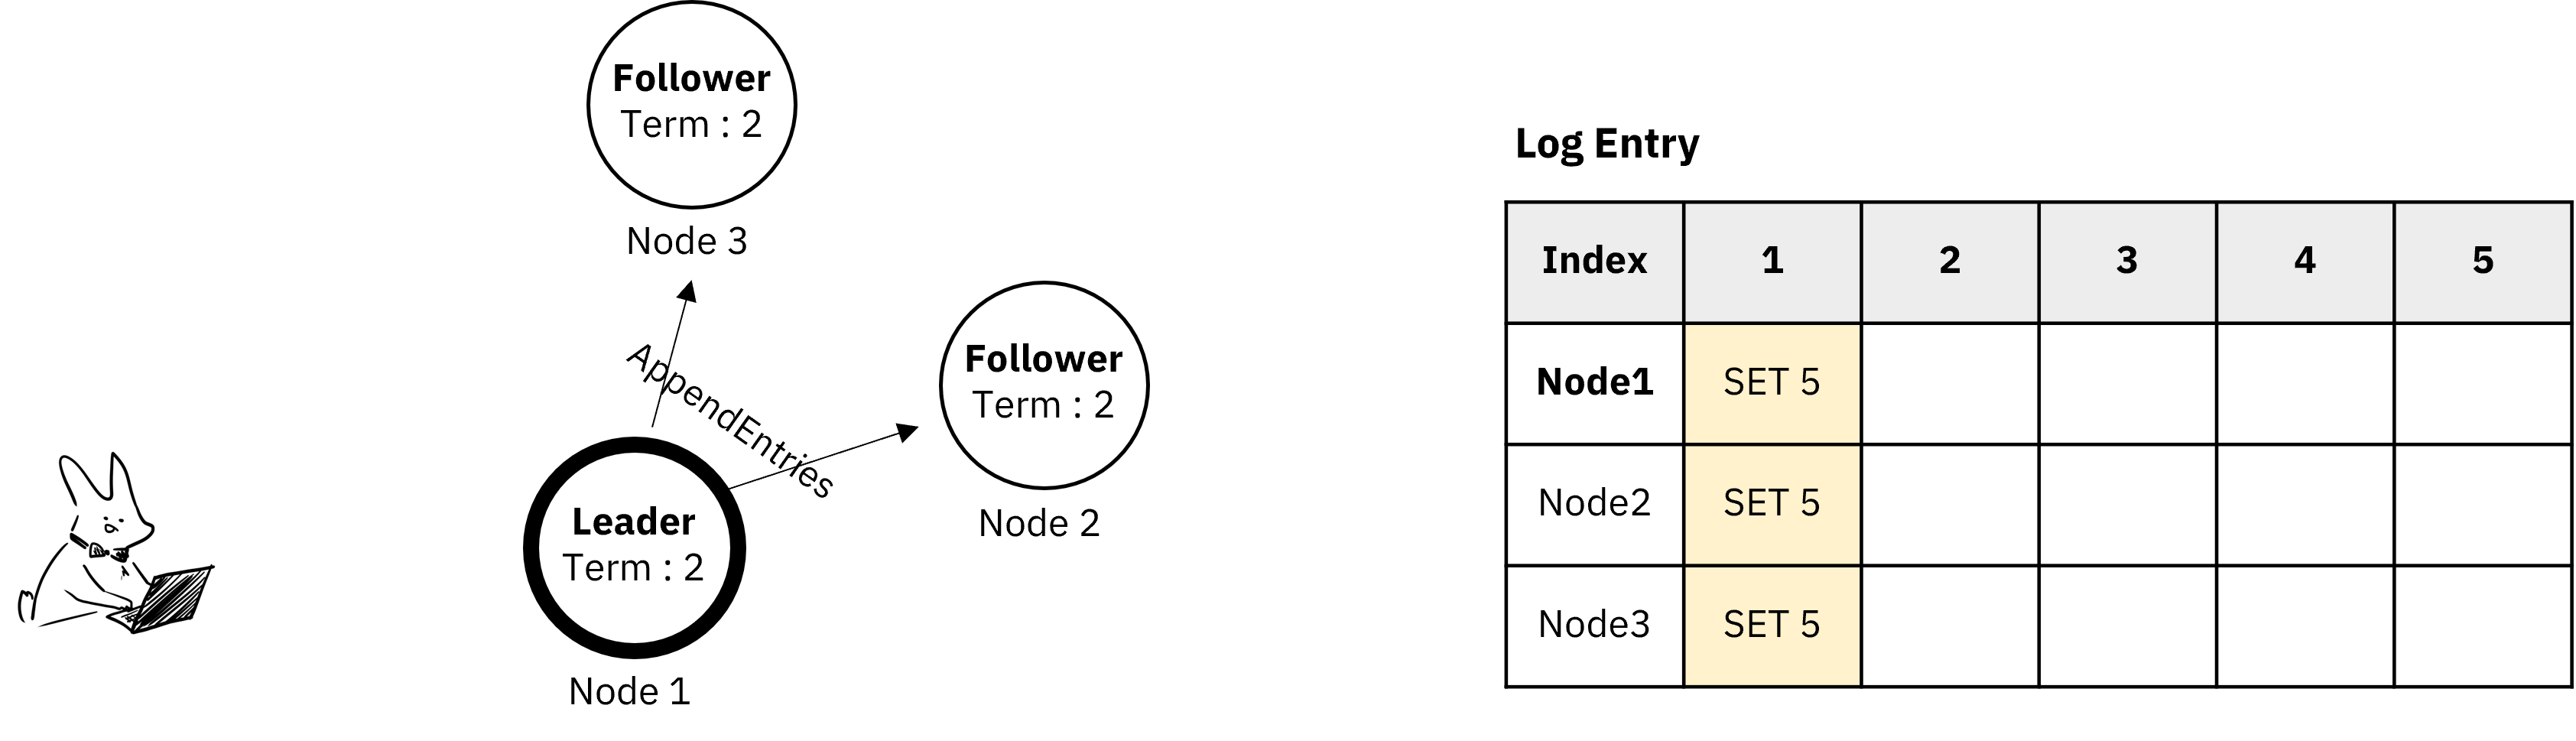 Follower
Term : 2
Node 3
AppendEntries
Follower
Term : 2
Node 2
Leader
Term : 2
Node 1
Log Entry
Index 1 2 3 4 5
Node1 SET 5
Node2 SET 5
Node3 SET 5